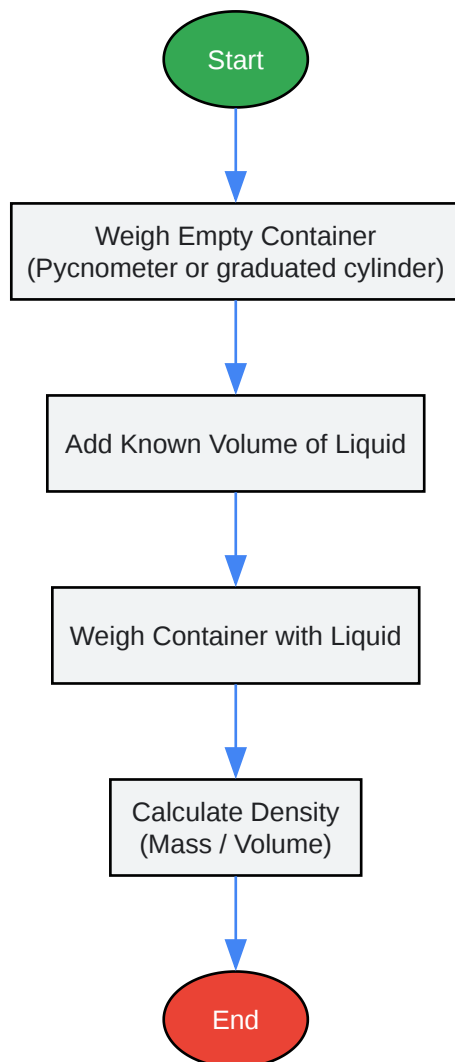 Start
Weigh Empty Container
(Pycnometer or graduated cylinder)
Add Known Volume of Liquid
Weigh Container with Liquid
Calculate Density
(Mass / Volume)
End